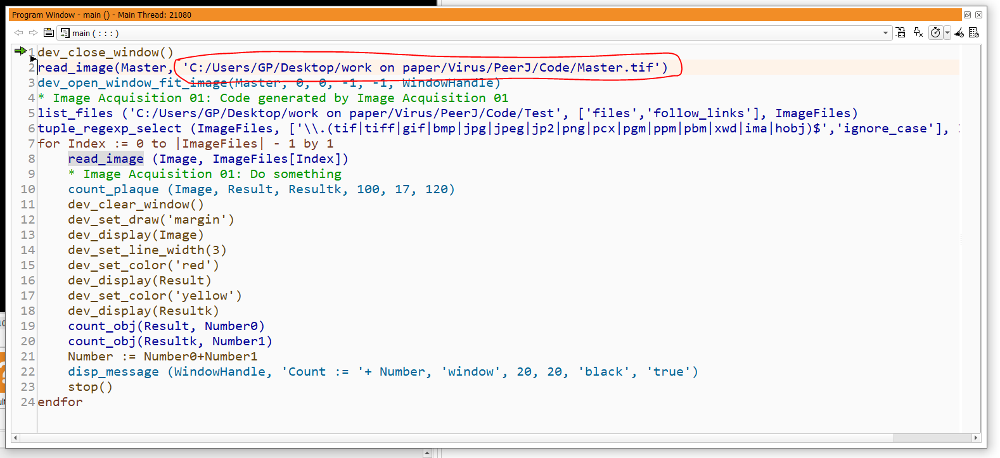 Program Window - main () - Main Thread: 21080
main ( : : : )
1 dev_close_window()
2 read_image(Master, 'C:/Users/GP/Desktop/work on paper/Virus/PeerJ/Code/Master.tif')
3 dev_open_window_fit_image(Master, 0, 0, -1, -1, WindowHandle)
4 * Image Acquisition 01: Code generated by Image Acquisition 01
5 list_files ('C:/Users/GP/Desktop/work on paper/Virus/PeerJ/Code/Test', ['files','follow_links'], ImageFiles)
6 tuple_regexp_select (ImageFiles, ['\\.(tif|tiff|gif|bmp|jpg|jpeg|jp2|png|pcx|pgm|ppm|pbm|xwd|ima|hobj)$','ignore_case'],
7 for Index := 0 to |ImageFiles| - 1 by 1
8 read_image (Image, ImageFiles[Index])
9 * Image Acquisition 01: Do something
10 count_plaque (Image, Result, Resultk, 100, 17, 120)
11 dev_clear_window()
12 dev_set_draw('margin')
13 dev_display(Image)
14 dev_set_line_width(3)
15 dev_set_color('red')
16 dev_display(Result)
17 dev_set_color('yellow')
18 dev_display(Resultk)
19 count_obj(Result, Number0)
20 count_obj(Resultk, Number1)
21 Number := Number0+Number1
22 disp_message (WindowHandle, 'Count := '+ Number, 'window', 20, 20, 'black', 'true')
23 stop()
24 endfor